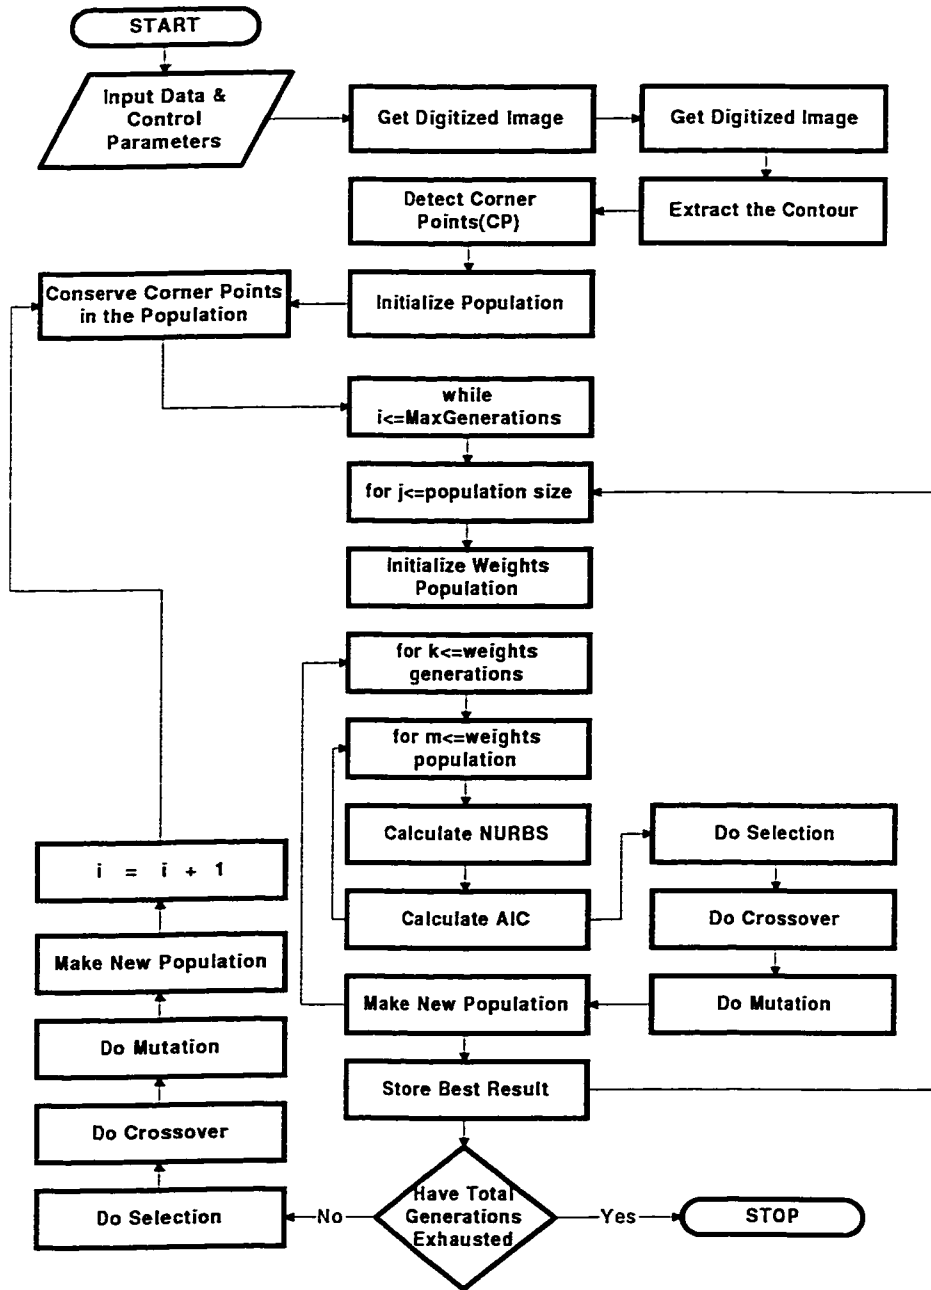 START
Input Data &
Control
Parameters
Get Digitized Image
Get Digitized Image
Extract the Contour
Detect Corner
Points(CP)
Initialize Population
Conserve Corner Points
in the Population
while
i<=MaxGenerations
for j<=population size
Initialize Weights
Population
for k<=weights
generations
for m<=weights
population
Calculate NURBS
Calculate AIC
Do Selection
Do Crossover
Do Mutation
Make New Population
Store Best Result
Have Total
Generations
Exhausted
Yes
STOP
No
Do Selection
Do Crossover
Do Mutation
Make New Population
i = i + 1